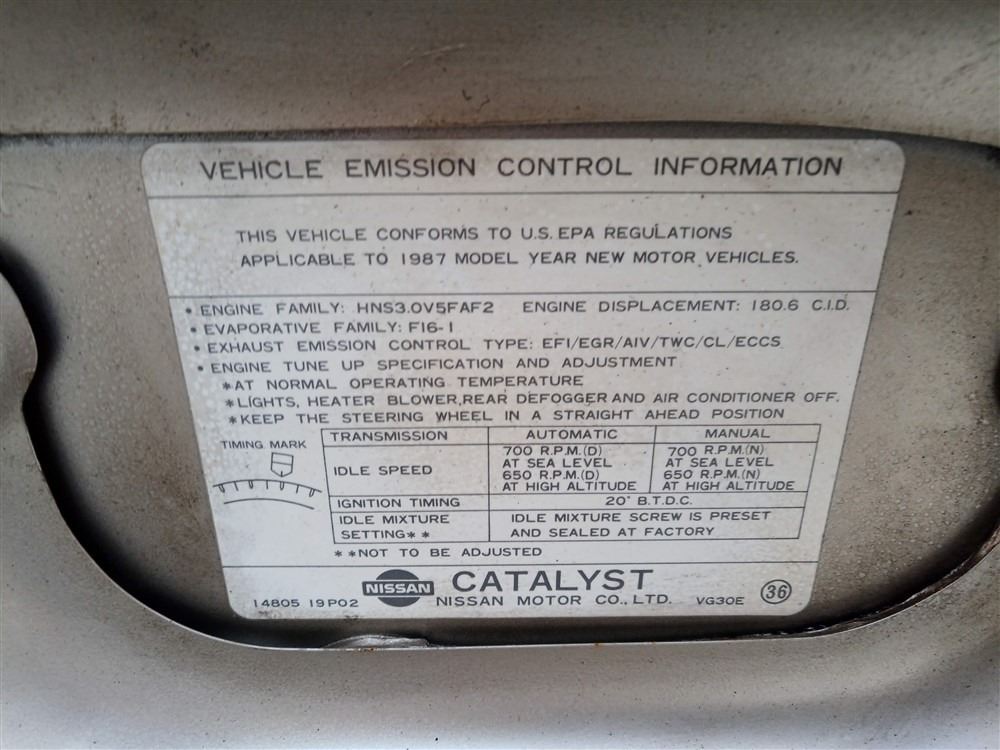 VEHICLE EMISSION CONTROL INFORMATION
THIS VEHICLE CONFORMS TO U.S. EPA REGULATIONS
APPLICABLE TO 1987 MODEL YEAR NEW MOTOR VEHICLES.
• ENGINE FAMILY: HNS3.0V5FAF2 ENGINE DISPLACEMENT: 180.6 C.I.D.
• EVAPORATIVE FAMILY: F16-1
• EXHAUST EMISSION CONTROL TYPE: EFI/EGR/AIV/TWC/CL/ECCS
• ENGINE TUNE UP SPECIFICATION AND ADJUSTMENT
*AT NORMAL OPERATING TEMPERATURE
*LIGHTS, HEATER BLOWER, REAR DEFOGGER AND AIR CONDITIONER OFF.
*KEEP THE STEERING WHEEL IN A STRAIGHT AHEAD POSITION
TIMING MARK
TRANSMISSION AUTOMATIC MANUAL
IDLE SPEED
700 R.P.M.(D)
AT SEA LEVEL
650 R.P.M.(D)
AT HIGH ALTITUDE
700 R.P.M.(N)
AT SEA LEVEL
650 R.P.M.(N)
AT HIGH ALTITUDE
IGNITION TIMING 20° B.T.D.C.
IDLE MIXTURE
SETTING**
IDLE MIXTURE SCREW IS PRESET
AND SEALED AT FACTORY
**NOT TO BE ADJUSTED
14805 19P02
NISSAN
CATALYST
NISSAN MOTOR CO., LTD. VG30E 36